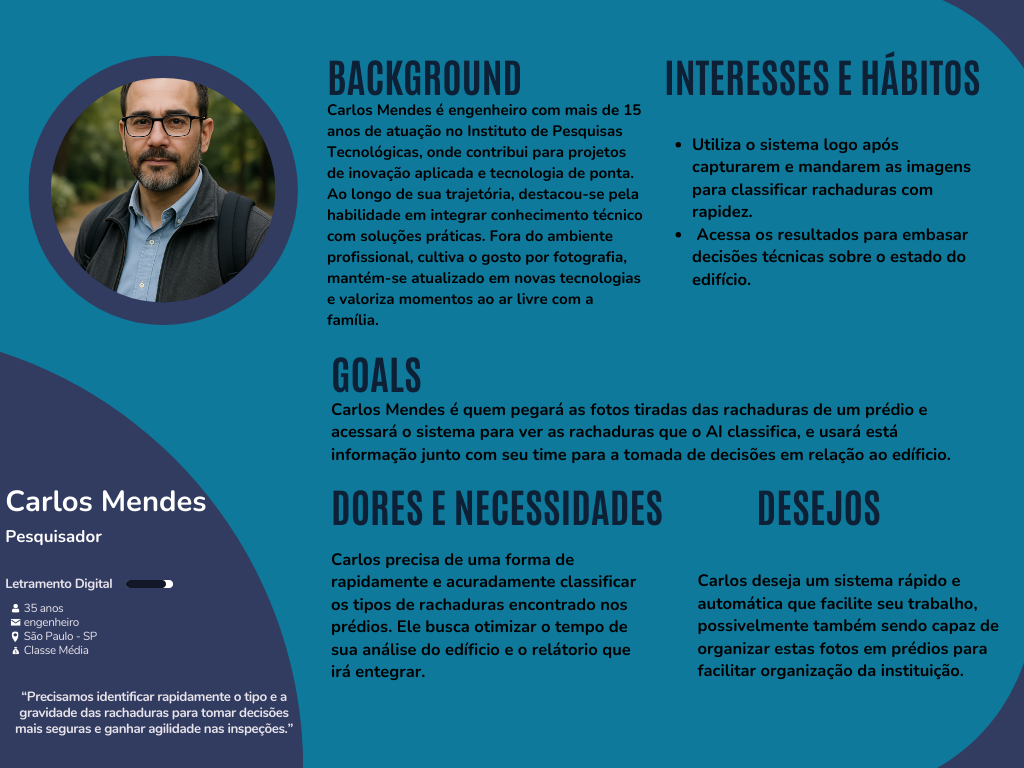 BACKGROUND
Carlos Mendes é engenheiro com mais de 15
anos de atuação no Instituto de Pesquisas
Tecnológicas, onde contribui para projetos
de inovação aplicada e tecnologia de ponta.
Ao longo de sua trajetória, destacou-se pela
habilidade em integrar conhecimento técnico
com soluções práticas. Fora do ambiente
profissional, cultiva o gosto por fotografia,
mantém-se atualizado em novas tecnologias
e valoriza momentos ao ar livre com a
família.
INTERESSES E HÁBITOS
• Utiliza o sistema logo após
capturarem e mandarem as imagens
para classificar rachaduras com
rapidez.
• Acessa os resultados para embasar
decisões técnicas sobre o estado do
edifício.
GOALS
Carlos Mendes é quem pegará as fotos tiradas das rachaduras de um prédio e
acessará o sistema para ver as rachaduras que o AI classifica, e usará está
informação junto com seu time para a tomada de decisões em relação ao edíficio.
Carlos Mendes
Pesquisador
Letramento Digital
35 anos
engenheiro
São Paulo - SP
Classe Média
“Precisamos identificar rapidamente o tipo e a
gravidade das rachaduras para tomar decisões
mais seguras e ganhar agilidade nas inspeções.”
DORES E NECESSIDADES
Carlos precisa de uma forma de
rapidamente e acuradamente classificar
os tipos de rachaduras encontrado nos
prédios. Ele busca otimizar o tempo de
sua análise do edíficio e o relátorio que
irá entegrar.
DESEJOS
Carlos deseja um sistema rápido e
automática que facilite seu trabalho,
possivelmente também sendo capaz de
organizar estas fotos em prédios para
facilitar organização da instituição.